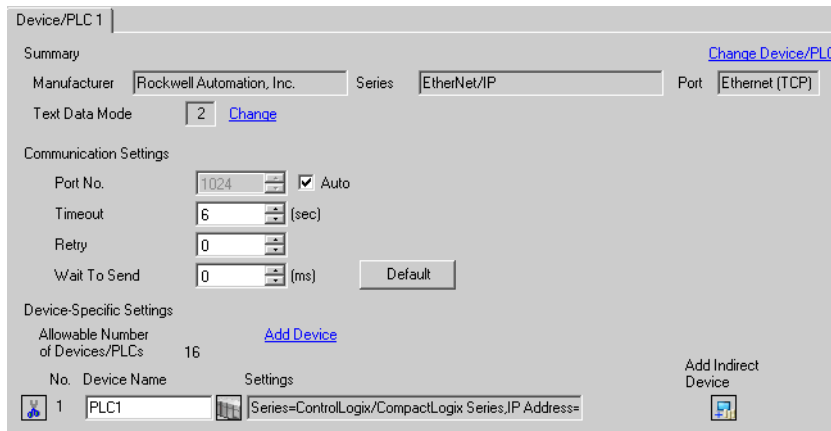 Device/PLC 1
Summary
Change Device/PLC
Manufacturer Rockwell Automation, Inc. Series EtherNet/IP Port Ethernet (TCP)
Text Data Mode 2 Change
Communication Settings
Port No. 1024 Auto
Timeout 6 (sec)
Retry 0
Wait To Send 0 (ms) Default
Device-Specific Settings
Allowable Number
of Devices/PLCs 16 Add Device
Add Indirect
Device
No. Device Name Settings
1 PLC1 Series=ControlLogix/CompactLogix Series,IP Address=